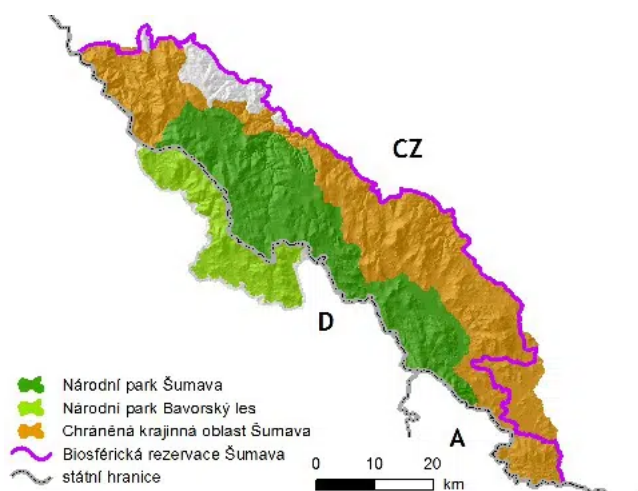 CZ
D
A
Národní park Šumava
Národní park Bavorský les
Chráněná krajinná oblast Šumava
Biosférická rezervace Šumava
státní hranice
0 10 20
km